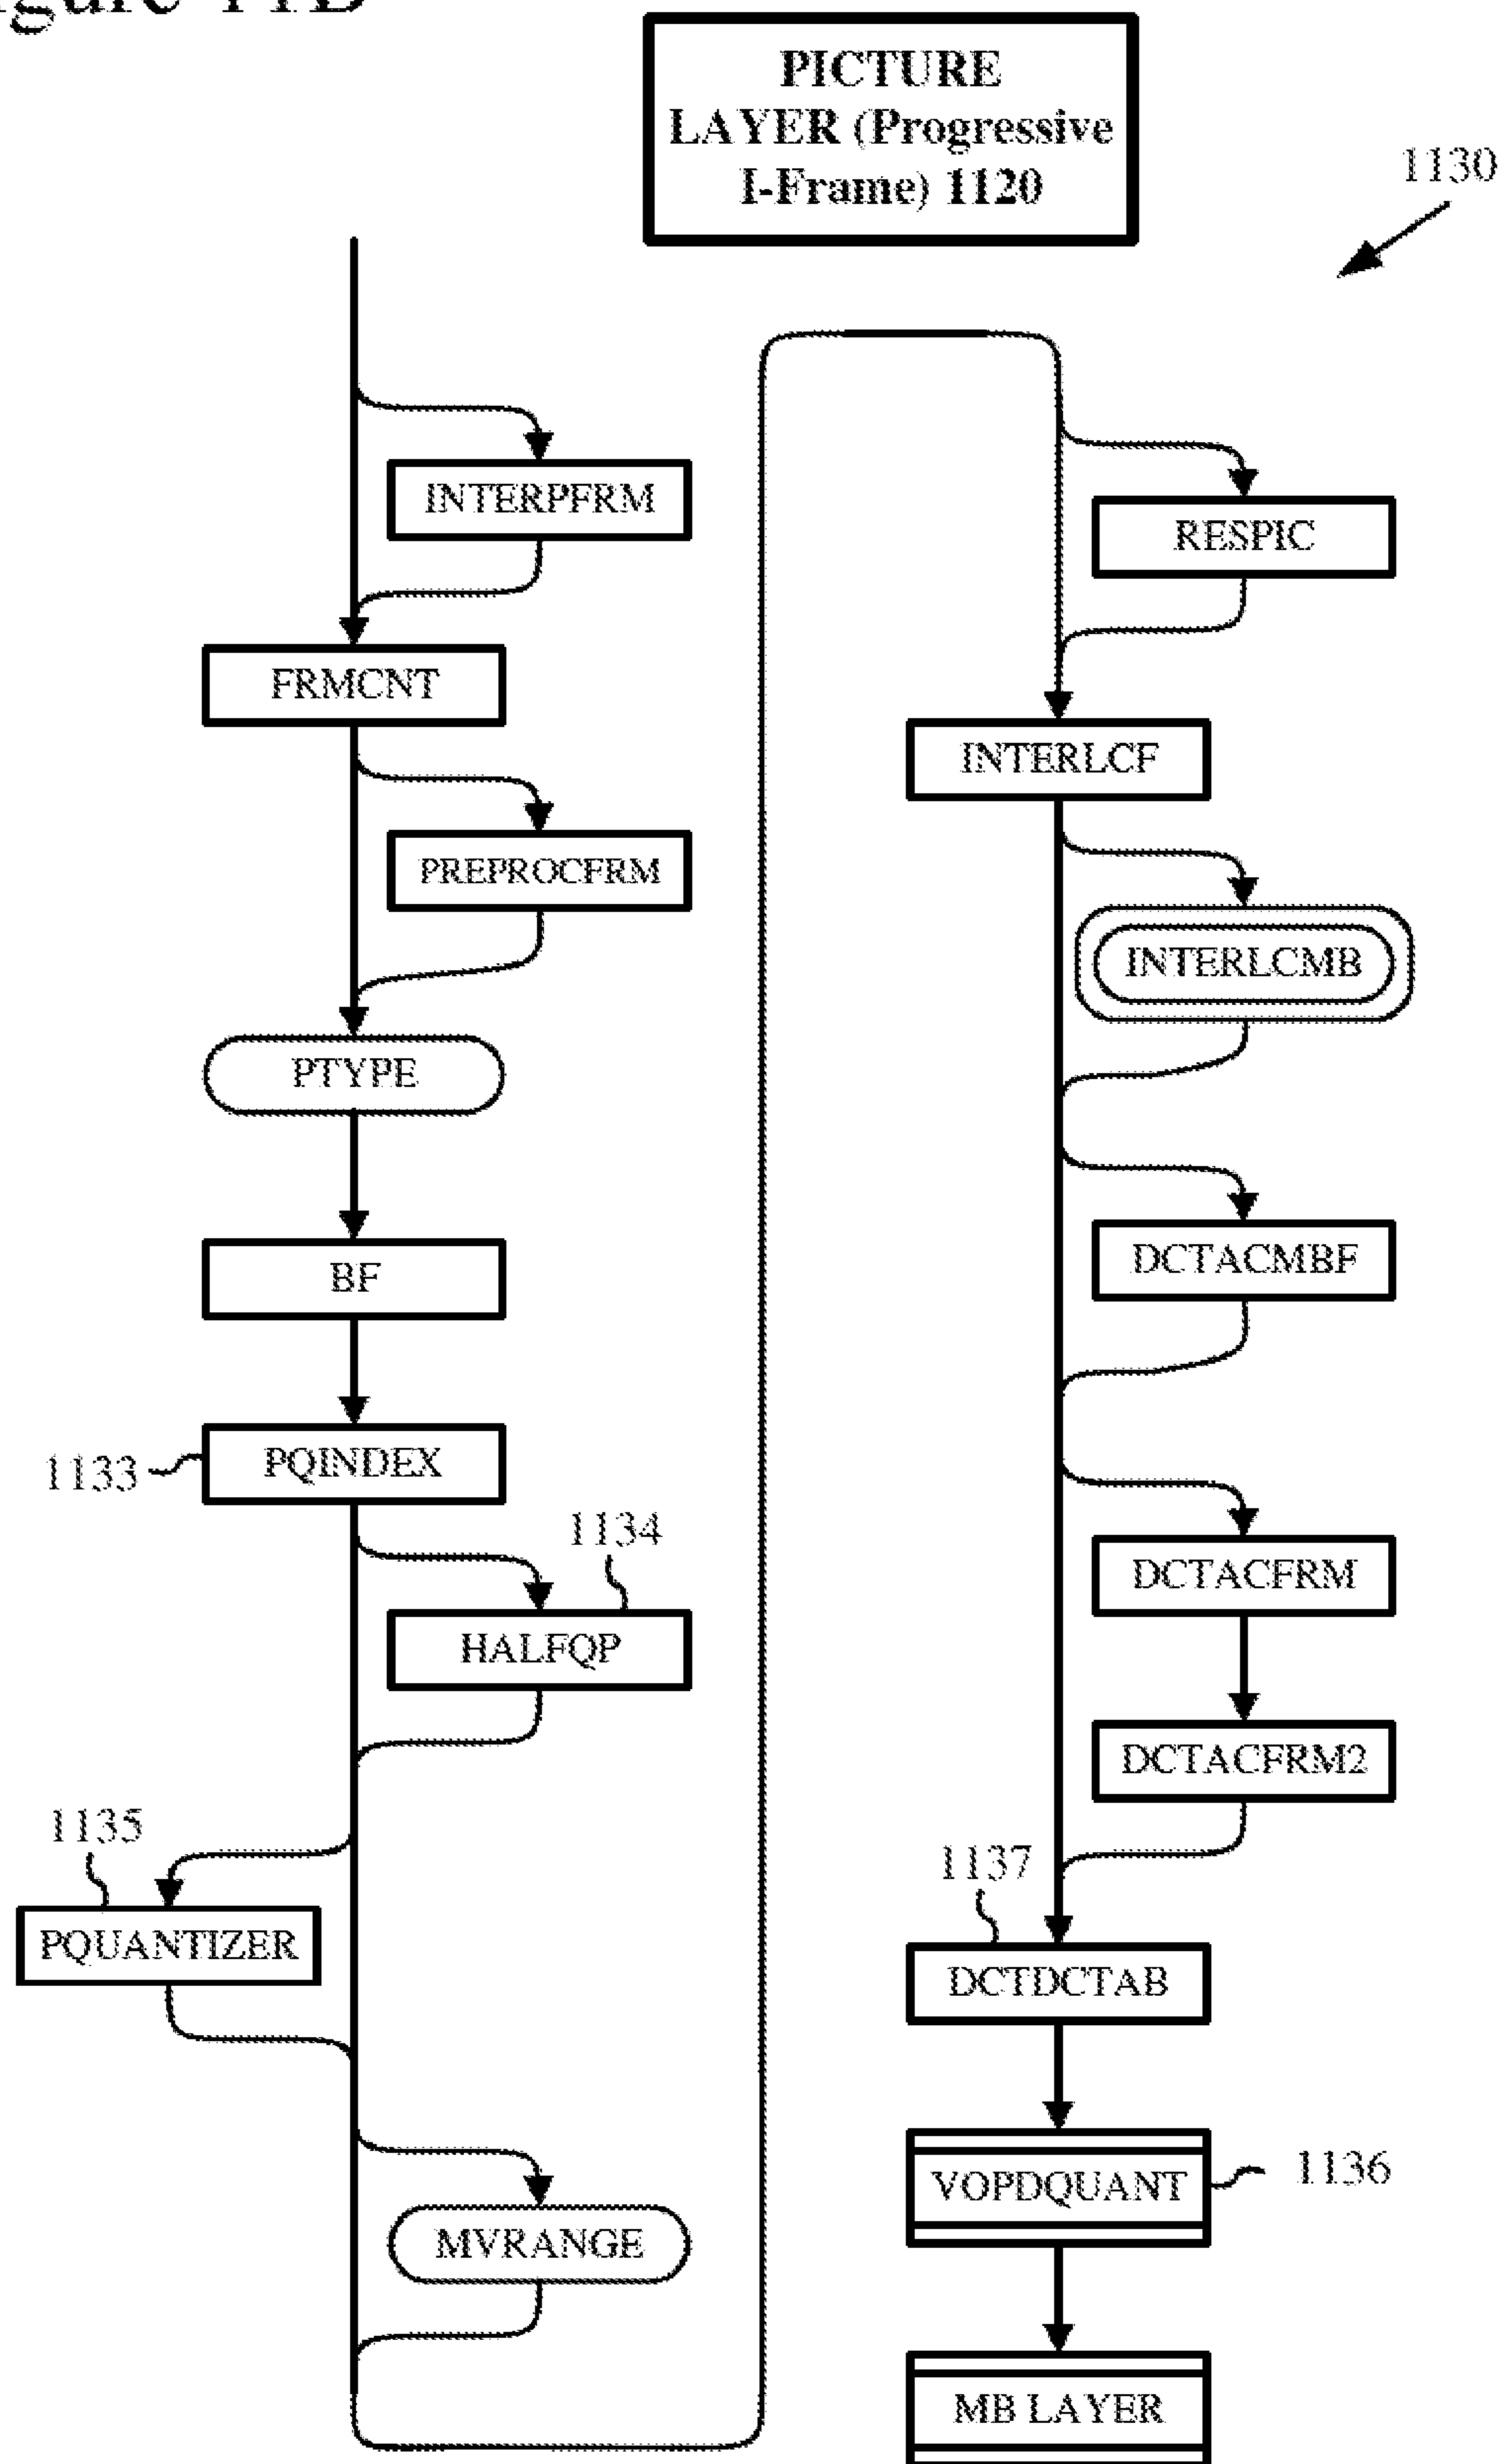 PICTURE
LAYER (Progressive
I-Frame) 1120
1130
INTERPFRM
FRMCNT
PREPROCFRM
PTYPE
BF
1133
PQINDEX
1134
HALFQP
1135
PQUANTIZER
MVRANGE
RESPIC
INTERLCF
INTERLCMB
DCTACMBF
DCTACFRM
DCTACFRM2
1137
DCTDCTAB
VOPDQUANT
1136
MB LAYER